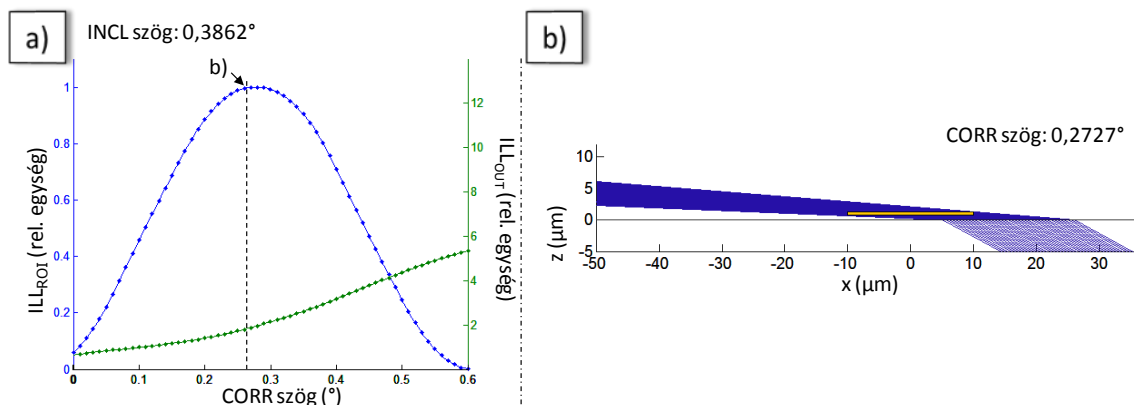 a)
INCL szög: 0,3862°
b)
ILL_ROI (rel. egység)
1
0.8
0.6
0.4
0.2
0
12
10
8
6
4
2
ILL_OUT (rel. egység)
0 0.1 0.2 0.3 0.4 0.5 0.6
CORR szög (°)
b)
CORR szög: 0,2727°
z (µm)
10
5
0
-5
-50 -40 -30 -20 -10 0 10 20 30
x (µm)